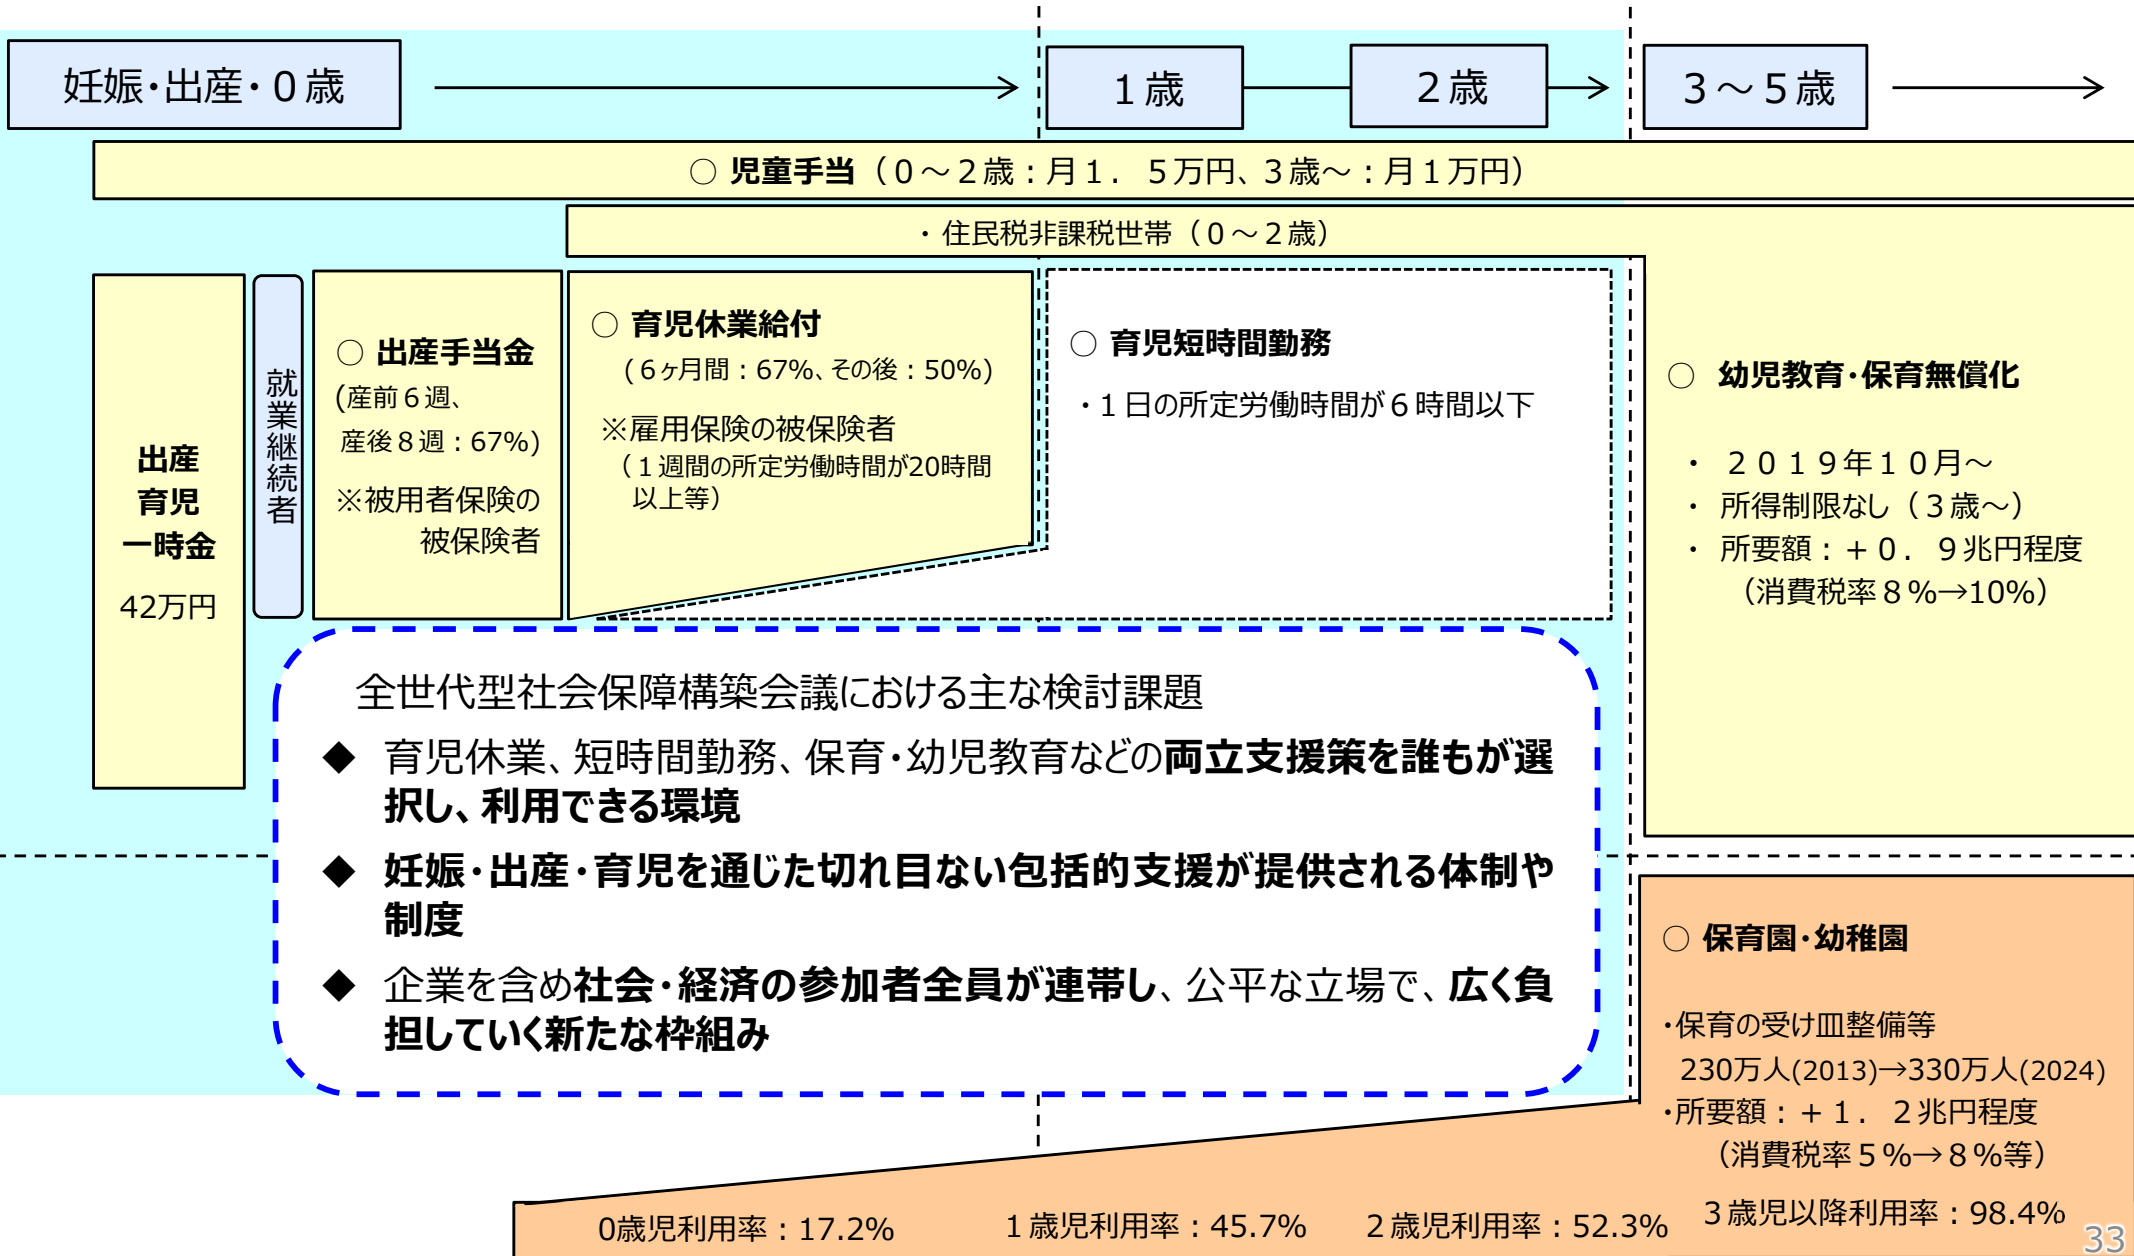 妊娠・出産・０歳
１歳
２歳
３～５歳
○ 児童手当（０～２歳：月１．５万円、３歳～：月１万円）
・住民税非課税世帯（０～２歳）
出産
育児
一時金
42万円
就業継続者
○ 出産手当金
(産前６週、
産後８週：67%)
※被用者保険の
被保険者
○ 育児休業給付
(６ヶ月間：67%、その後：50%)
※雇用保険の被保険者
（１週間の所定労働時間が20時間
以上等）
○ 育児短時間勤務
・１日の所定労働時間が６時間以下
○ 幼児教育・保育無償化
・ ２０１９年１０月～
・ 所得制限なし（３歳～）
・ 所要額：＋０．９兆円程度
（消費税率８%→10%）
全世代型社会保障構築会議における主な検討課題
◆ 育児休業、短時間勤務、保育・幼児教育などの両立支援策を誰もが選
択し、利用できる環境
◆ 妊娠・出産・育児を通じた切れ目ない包括的支援が提供される体制や
制度
◆ 企業を含め社会・経済の参加者全員が連帯し、公平な立場で、広く負
担していく新たな枠組み
○ 保育園・幼稚園
・保育の受け皿整備等
230万人(2013)→330万人(2024)
・所要額：＋１．２兆円程度
（消費税率５%→８%等）
0歳児利用率：17.2%
１歳児利用率：45.7%
２歳児利用率：52.3%
３歳児以降利用率：98.4%
33